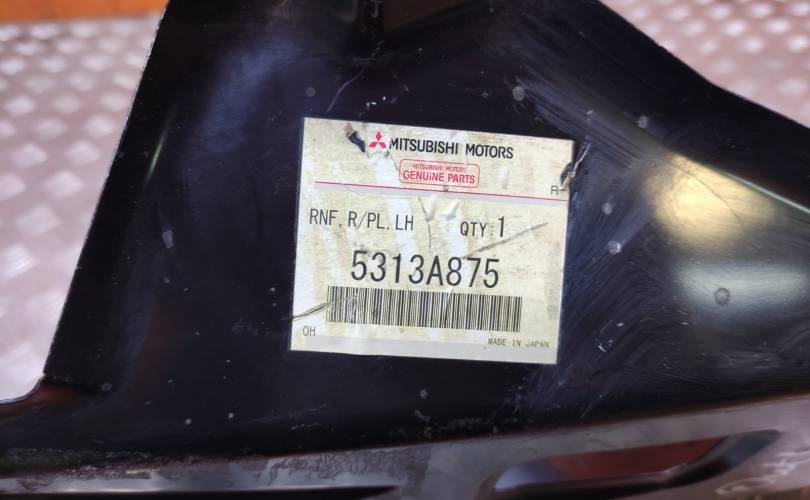 MITSUBISHI MOTORS
MITSUBISHI MOTORS
GENUINE PARTS
R
RNF, R/PL. LH QTY:1
5313A875
OH
MADE IN JAPAN